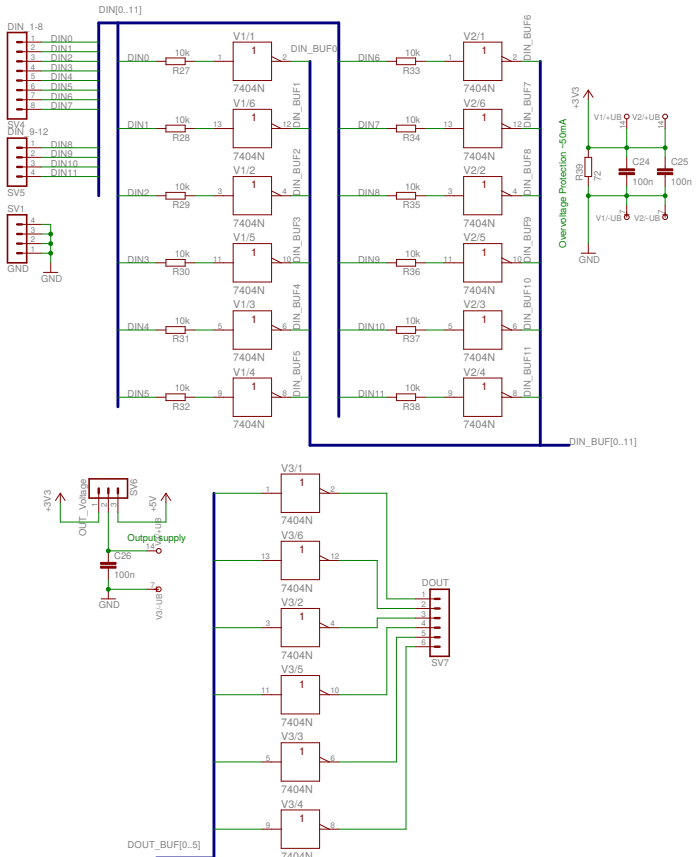 DIN[0..11]
DIN_1-8
1 DIN0
2 DIN1
3 DIN2
4 DIN3
5 DIN4
6 DIN5
7 DIN6
8 DIN7
SV4
DIN_9-12
1 DIN8
2 DIN9
3 DIN10
4 DIN11
SV5
SV1
4
3
2
1
GND
GND
DIN0 10k R27 1 V1/1 1 2 7404N DIN_BUF0
DIN1 10k R28 13 V1/6 1 12 7404N DIN_BUF1
DIN2 10k R29 3 V1/2 1 4 7404N DIN_BUF2
DIN3 10k R30 11 V1/5 1 10 7404N DIN_BUF3
DIN4 10k R31 5 V1/3 1 6 7404N DIN_BUF4
DIN5 10k R32 9 V1/4 1 8 7404N DIN_BUF5
DIN6 10k R33 1 V2/1 1 2 7404N DIN_BUF6
DIN7 10k R34 13 V2/6 1 12 7404N DIN_BUF7
DIN8 10k R35 3 V2/2 1 4 7404N DIN_BUF8
DIN9 10k R36 11 V2/5 1 10 7404N DIN_BUF9
DIN10 10k R37 5 V2/3 1 6 7404N DIN_BUF10
DIN11 10k R38 9 V2/4 1 8 7404N DIN_BUF11
DIN_BUF[0..11]
Overvoltage Protection ~50mA
+3V3
R39
72
V1/+UB V2/+UB
14 14
C24 C25
100n 100n
7 7
V1/-UB V2/-UB
GND
+3V3
OUT_Voltage
1 2 3
SV6
+5V
Output supply
14
V3/+UB
C26
100n
7
V3/-UB
GND
V3/1 1 1 2 7404N
V3/6 13 1 12 7404N
V3/2 3 1 4 7404N
V3/5 11 1 10 7404N
V3/3 5 1 6 7404N
V3/4 9 1 8 7404N
DOUT
1
2
3
4
5
6
SV7
DOUT_BUF[0..5]